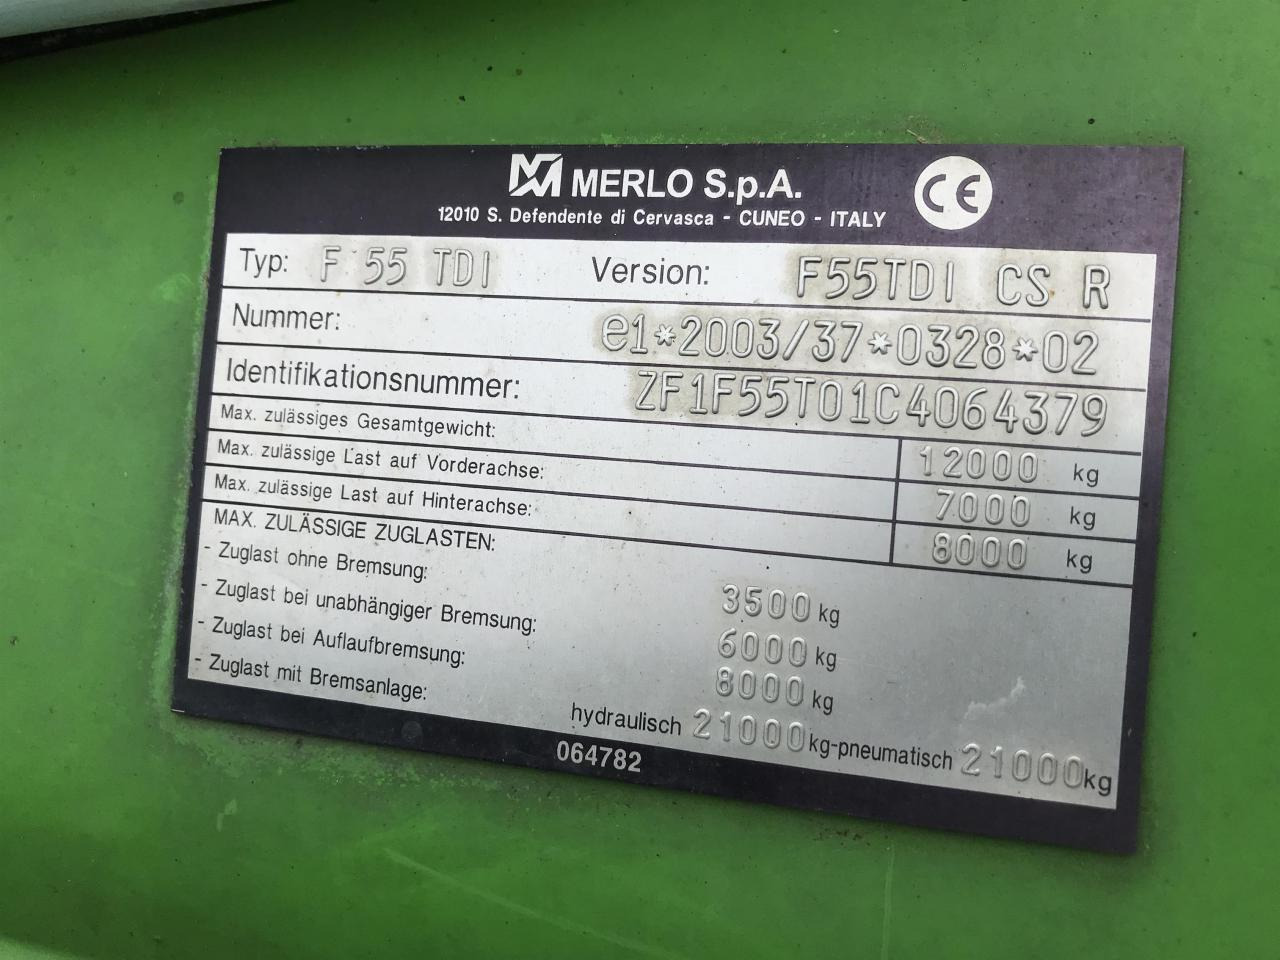 MERLO S.p.A.
12010 S. Defendente di Cervasca - CUNEO - ITALY
CE
Typ: F 55 TDI Version: F55TDI CS R
Nummer: e1*2003/37*0328*02
Identifikationsnummer: ZF1F55T01C4064379
Max. zulässiges Gesamtgewicht: 12000 kg
Max. zulässige Last auf Vorderachse: 7000 kg
Max. zulässige Last auf Hinterachse: 8000 kg
MAX. ZULÄSSIGE ZUGLASTEN:
- Zuglast ohne Bremsung: 3500 kg
- Zuglast bei unabhängiger Bremsung: 6000 kg
- Zuglast bei Auflaufbremsung: 8000 kg
- Zuglast mit Bremsanlage: hydraulisch 21000 kg-pneumatisch 21000 kg
064782